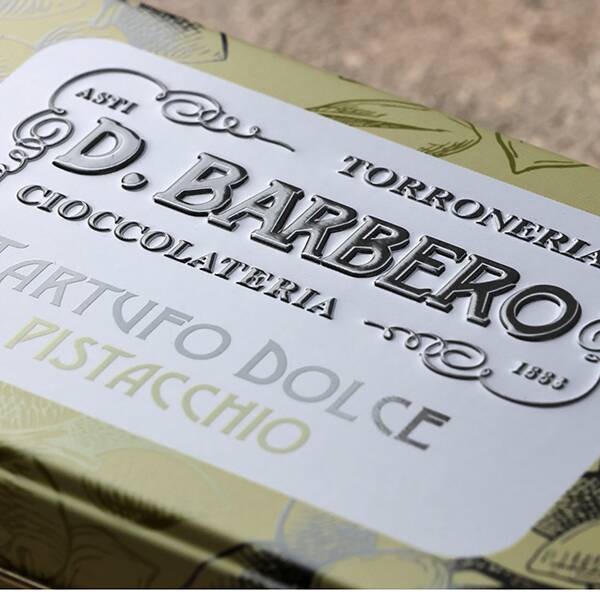 ASTI
TORRONERIA
D. BARBERO
CIOCCOLATERIA
1883
TARTUFO DOLCE
PISTACCHIO